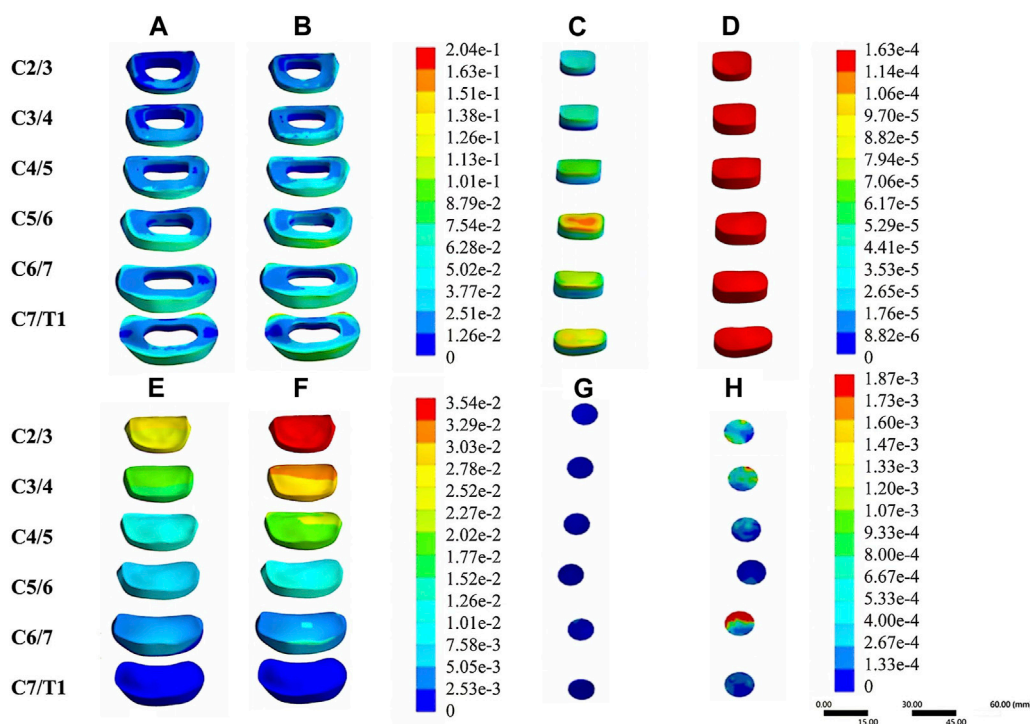 A B C D
C2/3
C3/4
C4/5
C5/6
C6/7
C7/T1
2.04e-1
1.63e-1
1.51e-1
1.38e-1
1.26e-1
1.13e-1
1.01e-1
8.79e-2
7.54e-2
6.28e-2
5.02e-2
3.77e-2
2.51e-2
1.26e-2
0
1.63e-4
1.14e-4
1.06e-4
9.70e-5
9.82e-5
7.94e-5
7.06e-5
6.17e-5
5.29e-5
4.41e-5
3.53e-5
2.65e-5
1.76e-5
8.82e-6
0
E F G H
C2/3
C3/4
C4/5
C5/6
C6/7
C7/T1
3.54e-2
3.29e-2
3.03e-2
2.78e-2
2.52e-2
2.27e-2
2.02e-2
1.77e-2
1.52e-2
1.26e-2
1.01e-2
7.58e-3
5.05e-3
2.53e-3
0
1.87e-3
1.73e-3
1.60e-3
1.47e-3
1.33e-3
1.20e-3
1.07e-3
9.33e-4
8.00e-4
6.67e-4
5.33e-4
4.00e-4
2.67e-4
1.33e-4
0
0.00 30.00 60.00 (mm
15.00 45.00